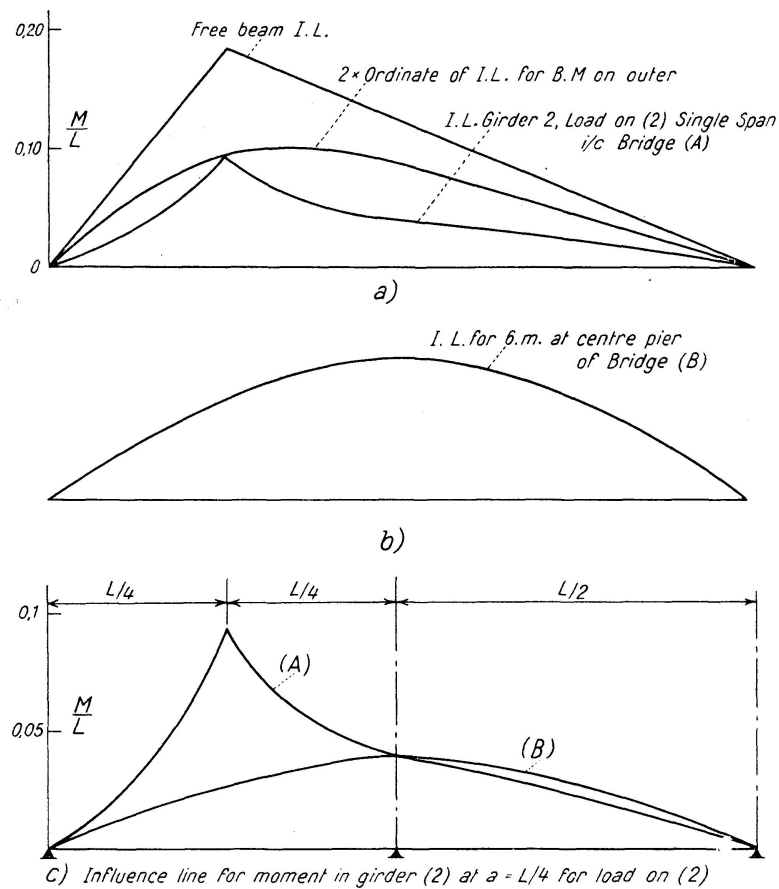 0,20
Free beam I.L.
2× Ordinate of I.L. for B.M on outer
M/L
I.L. Girder 2, Load on (2) Single Span
i/c Bridge (A)
0,10
0
a)
I. L. for 6.m. at centre pier
of Bridge (B)
b)
L/4
L/4
L/2
0,1
(A)
M/L
0,05
(B)
c) Influence line for moment in girder (2) at a = L/4 for load on (2)